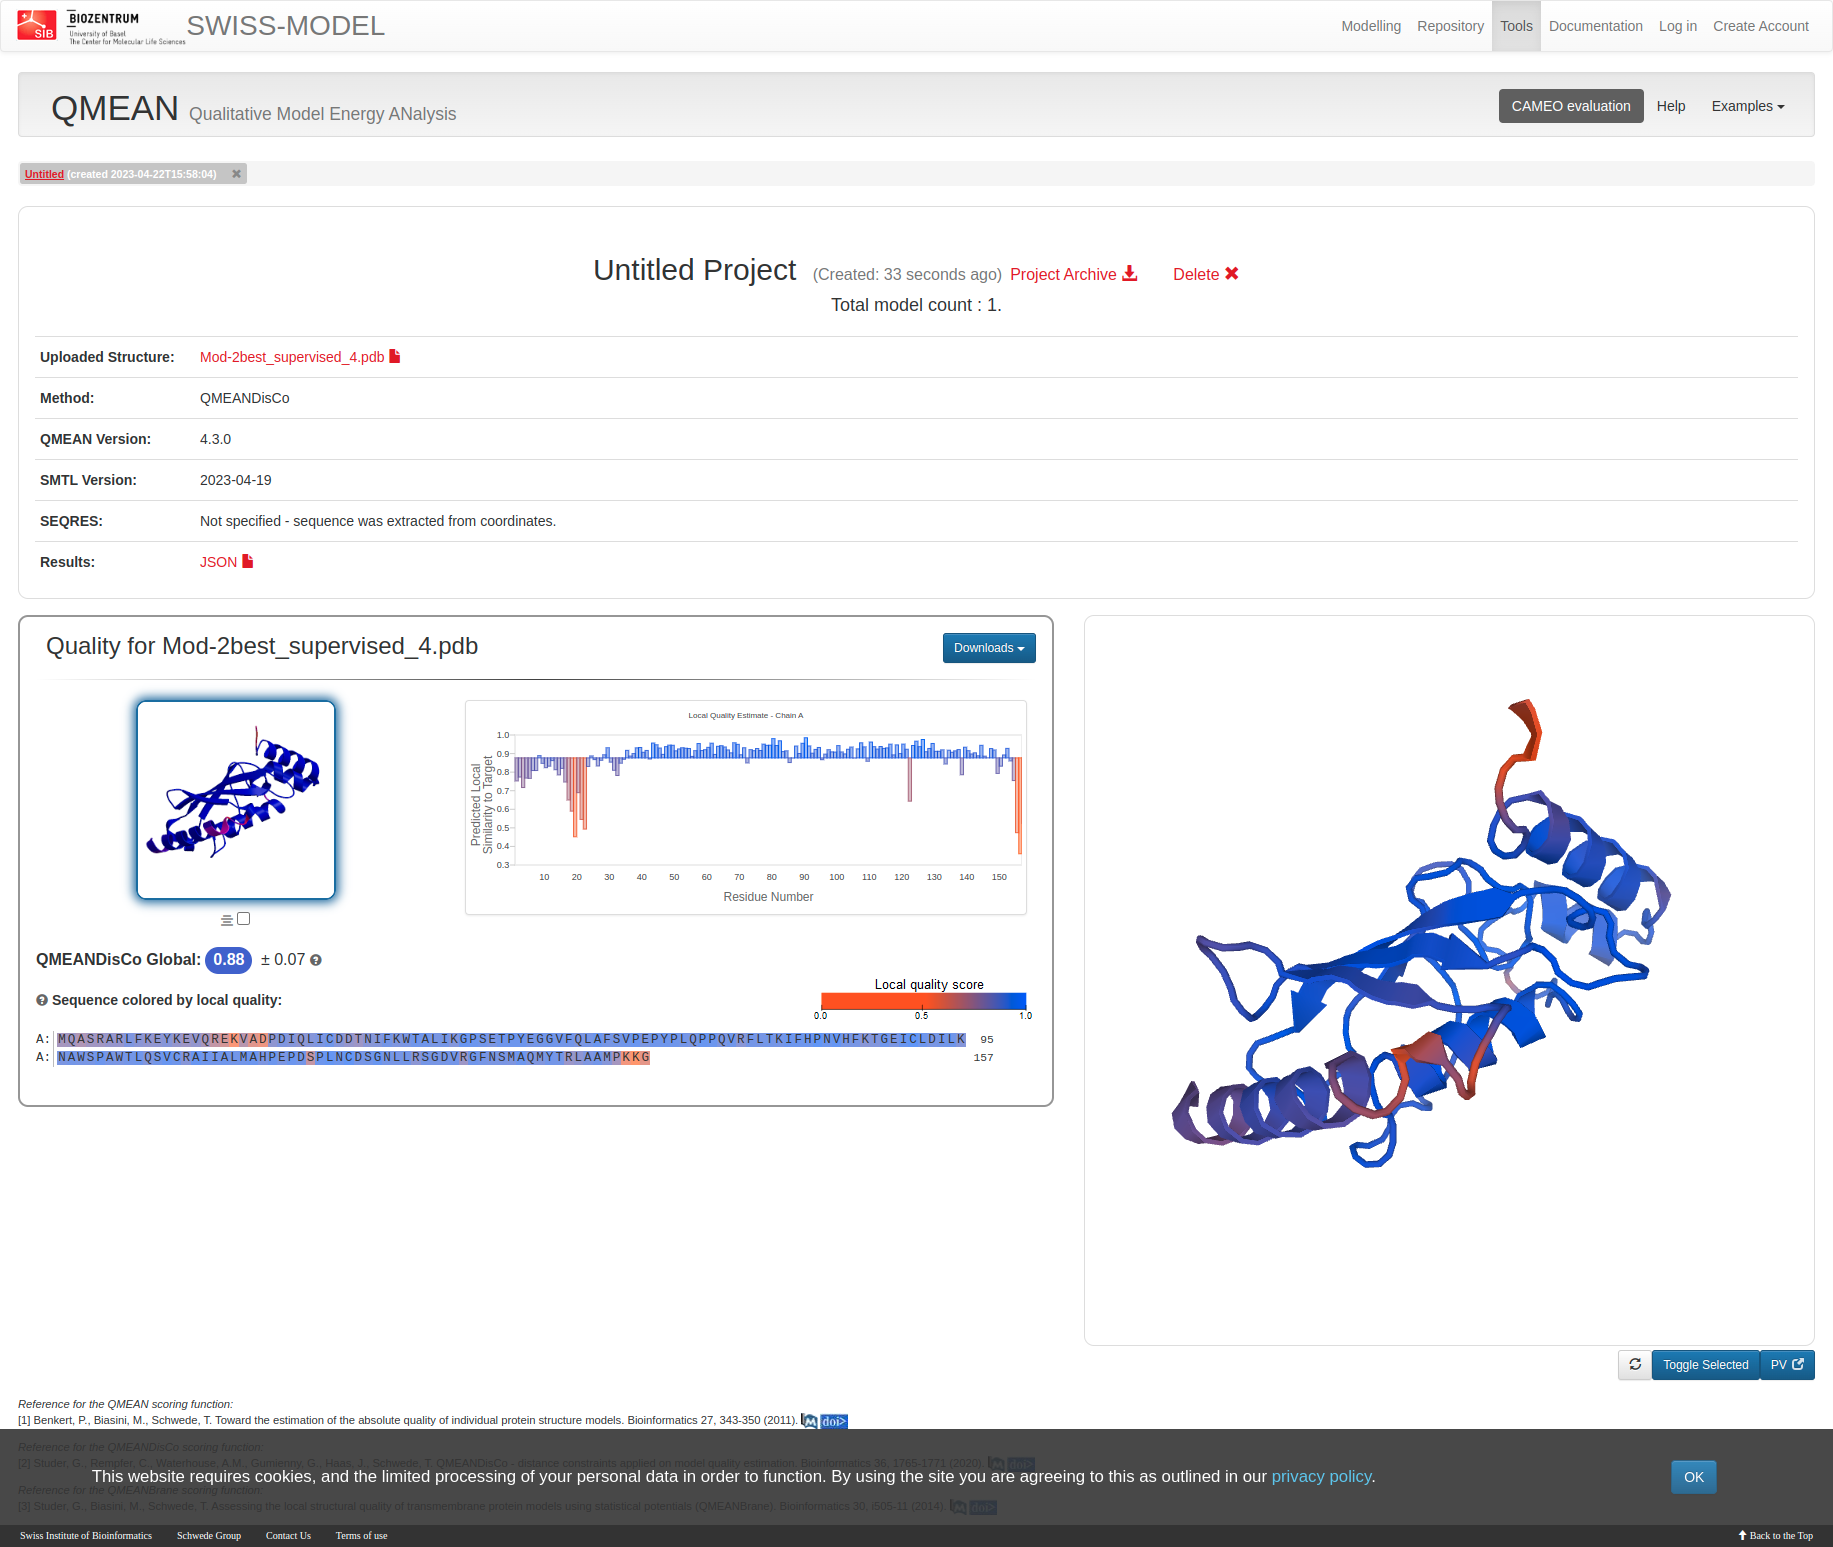 SIB
BIOZENTRUM
University of Basel
The Center for Molecular Life Sciences
SWISS-MODEL
Modelling Repository Tools Documentation Log in Create Account
QMEAN Qualitative Model Energy ANalysis
CAMEO evaluation Help Examples
Untitled (created 2023-04-22T15:58:04) ✖
Untitled Project (Created: 33 seconds ago) Project Archive Delete ✖
Total model count : 1.
Uploaded Structure: Mod-2best_supervised_4.pdb
Method: QMEANDisCo
QMEAN Version: 4.3.0
SMTL Version: 2023-04-19
SEQRES: Not specified - sequence was extracted from coordinates.
Results: JSON
Quality for Mod-2best_supervised_4.pdb
Downloads
Local Quality Estimate - Chain A
Predicted Local
Similarity to Target
1.0
0.9
0.8
0.7
0.6
0.5
0.4
0.3
10 20 30 40 50 60 70 80 90 100 110 120 130 140 150
Residue Number
QMEANDisCo Global: 0.88 ± 0.07
Local quality score
0.0 0.5 1.0
Sequence colored by local quality:
A: MQASRARLFKEYKEVQREKVADPDIQLICDDTNIFKWTALIKGPSETPYEGGVFQLAFSVPEPYPLQPPQVRFLTKIFHPNVHFKTGEICLDILK 95
A: NAWSPAWTLQSVCRAIIALMAHPEPDSPLNCDSGNLLRSGDVRGFNSMAQMYTRLAAMPKKG 157
Toggle Selected
PV
Reference for the QMEAN scoring function:
[1] Benkert, P., Biasini, M., Schwede, T. Toward the estimation of the absolute quality of individual protein structure models. Bioinformatics 27, 343-350 (2011). M doi>
Reference for the QMEANDisCo scoring function:
[2] Studer, G., Rempfer, C., Waterhouse, A.M., Gumienny, G., Haas, J., Schwede, T. QMEANDisCo - distance constraints applied on model quality estimation. Bioinformatics 36, 1765-1771 (2020). M doi>
This website requires cookies, and the limited processing of your personal data in order to function. By using the site you are agreeing to this as outlined in our privacy policy.
OK
Reference for the QMEANBrane scoring function:
[3] Studer, G., Biasini, M., Schwede, T. Assessing the local structural quality of transmembrane protein models using statistical potentials (QMEANBrane). Bioinformatics 30, i505-11 (2014). M doi>
Swiss Institute of Bioinformatics Schwede Group Contact Us Terms of use
Back to the Top